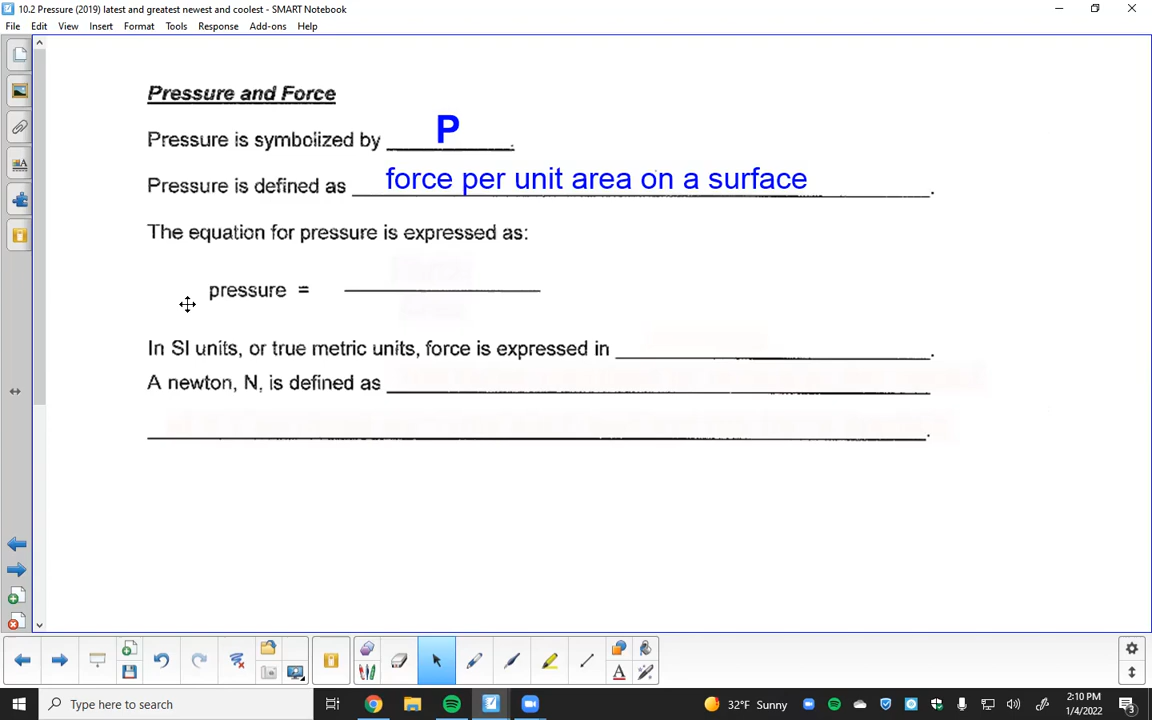 10.2 Pressure (2019) latest and greatest newest and coolest - SMART Notebook
File Edit View Insert Format Tools Response Add-ons Help
Pressure and Force
Pressure is symbolized by P.
Pressure is defined as force per unit area on a surface.
The equation for pressure is expressed as:
pressure =
In SI units, or true metric units, force is expressed in .
A newton, N, is defined as
.
Type here to search
32°F Sunny
2:10 PM
1/4/2022
3